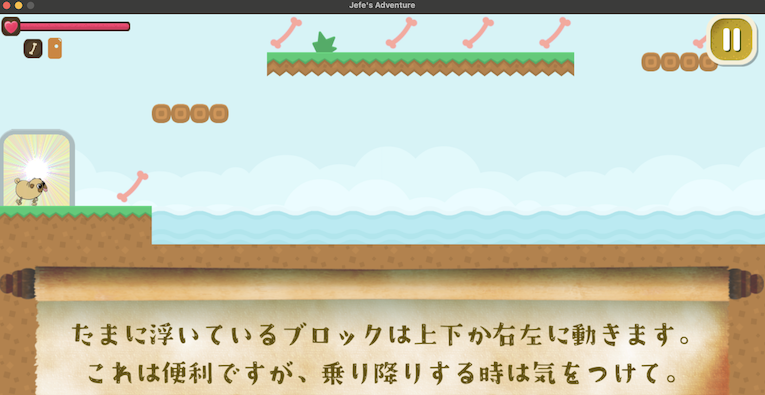 Jefe's Adventure
たまに浮いているブロックは上下か右左に動きます。
これは便利ですが、乗り降りする時は気をつけて。